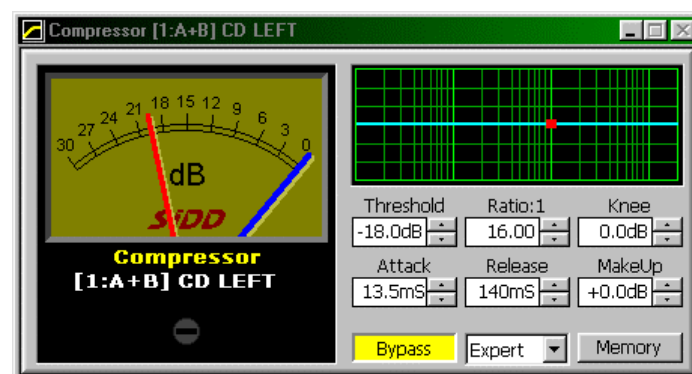 Compressor [1:A+B] CD LEFT
30 27 24 21 18 15 12 9 6 3 0
dB
SIDD
Compressor
[1:A+B] CD LEFT
Threshold Ratio:1 Knee
-18.0dB 16.00 0.0dB
Attack Release MakeUp
13.5mS 140mS +0.0dB
Bypass Expert Memory